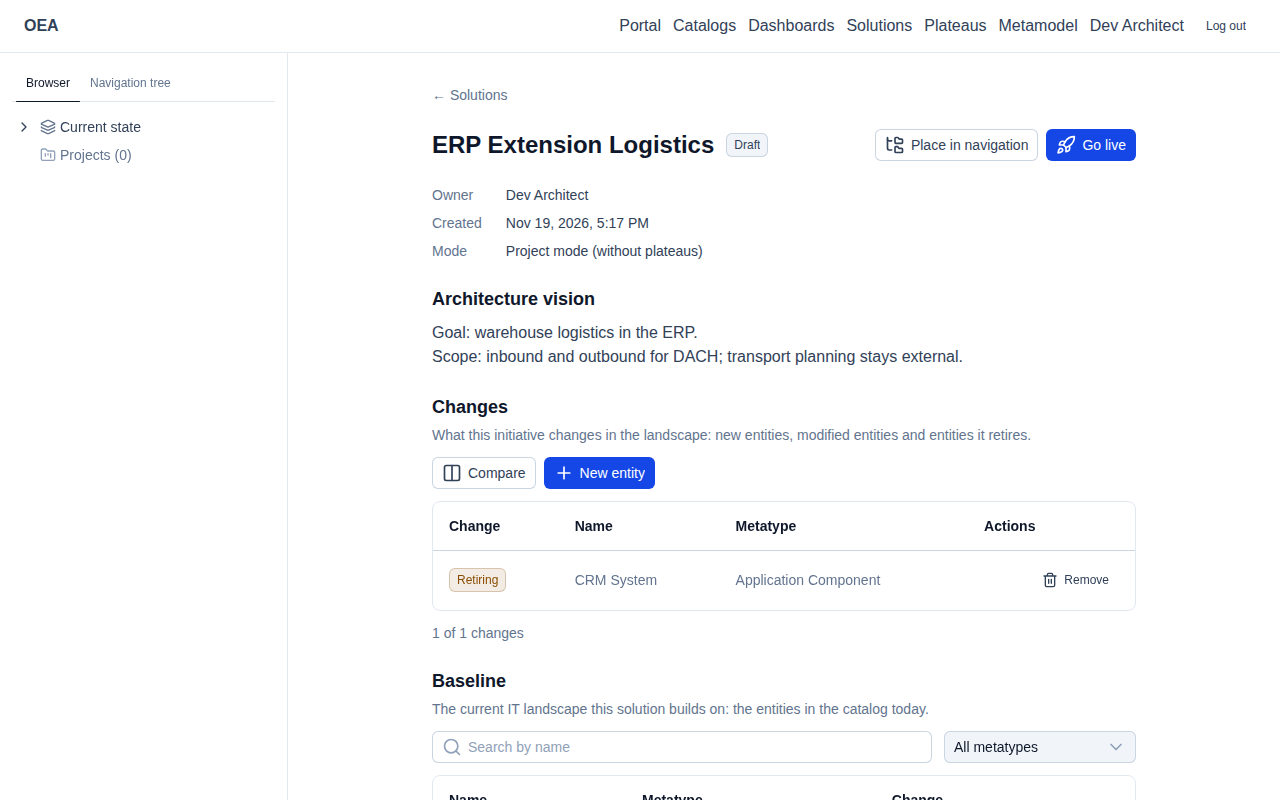 OEA
Portal Catalogs Dashboards Solutions Plateaus Metamodel Dev Architect Log out
Browser Navigation tree
Current state
Projects (0)
← Solutions
ERP Extension Logistics Draft Place in navigation Go live
Owner Dev Architect
Created Nov 19, 2026, 5:17 PM
Mode Project mode (without plateaus)
Architecture vision
Goal: warehouse logistics in the ERP.
Scope: inbound and outbound for DACH; transport planning stays external.
Changes
What this initiative changes in the landscape: new entities, modified entities and entities it retires.
Compare New entity
Change Name Metatype Actions
Retiring CRM System Application Component Remove
1 of 1 changes
Baseline
The current IT landscape this solution builds on: the entities in the catalog today.
Search by name All metatypes
Name Metatype Change